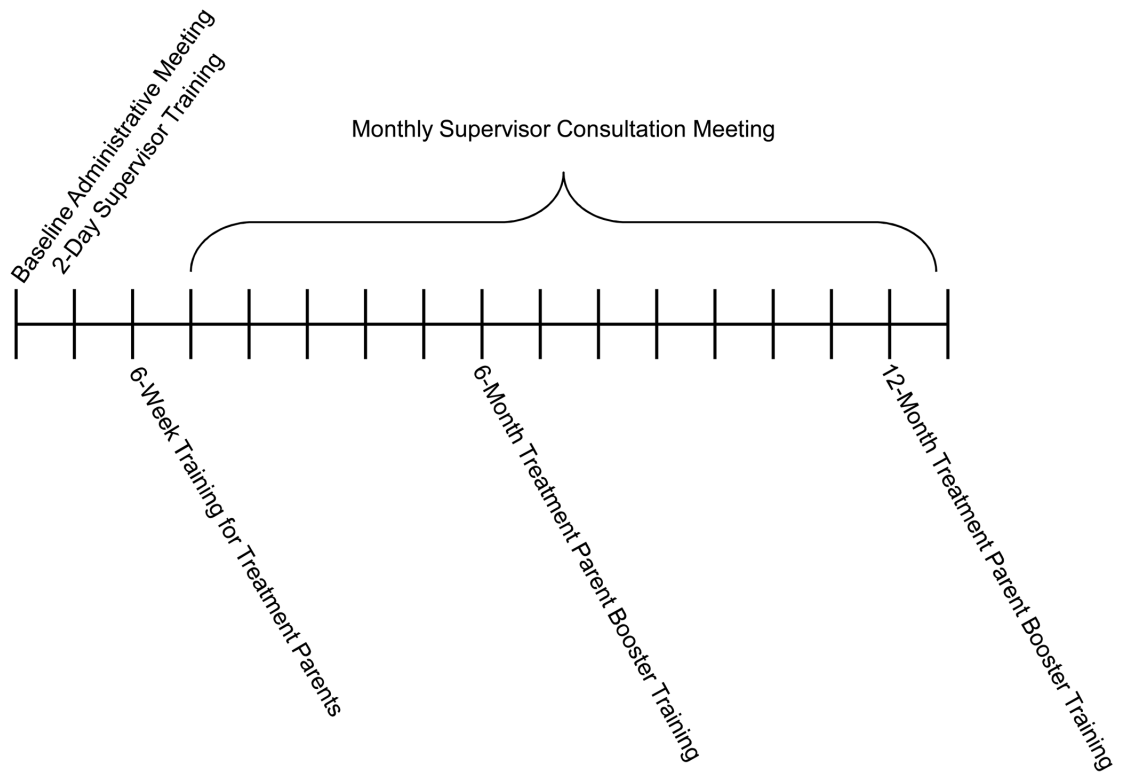 Baseline Administrative Meeting
2-Day Supervisor Training
Monthly Supervisor Consultation Meeting
6-Week Training for Treatment Parents
6-Month Treatment Parent Booster Training
12-Month Treatment Parent Booster Training